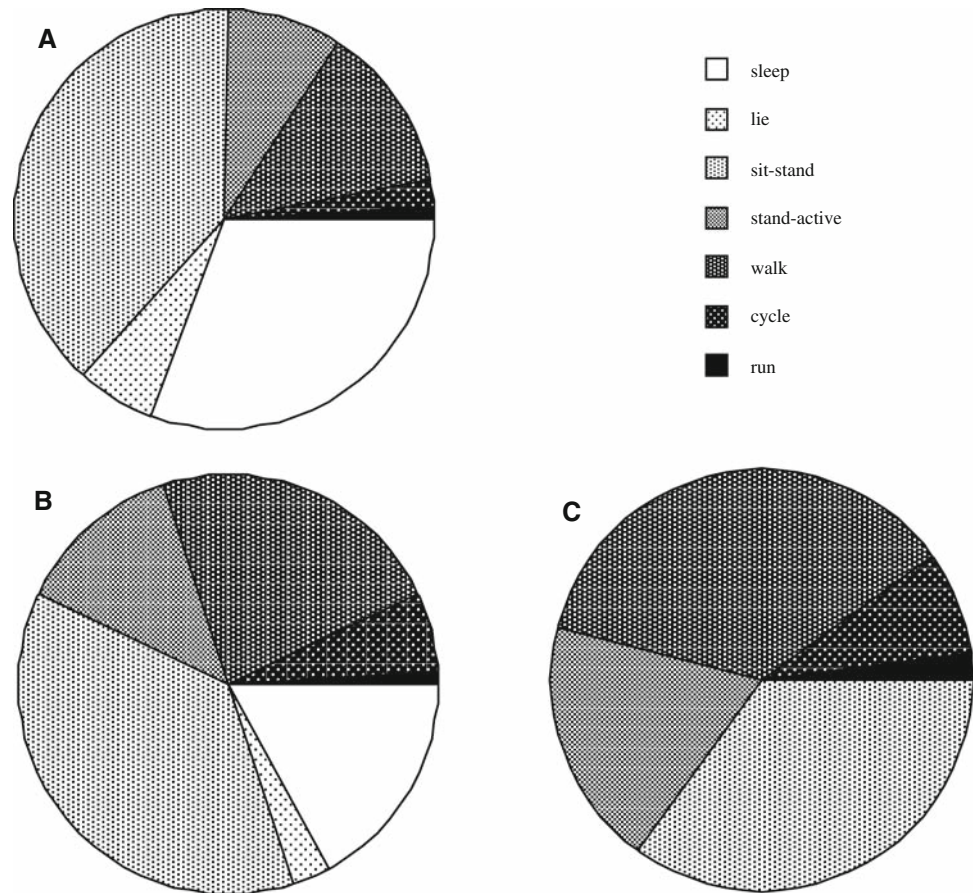 A
sleep
lie
sit-stand
stand-active
walk
cycle
run
B
C